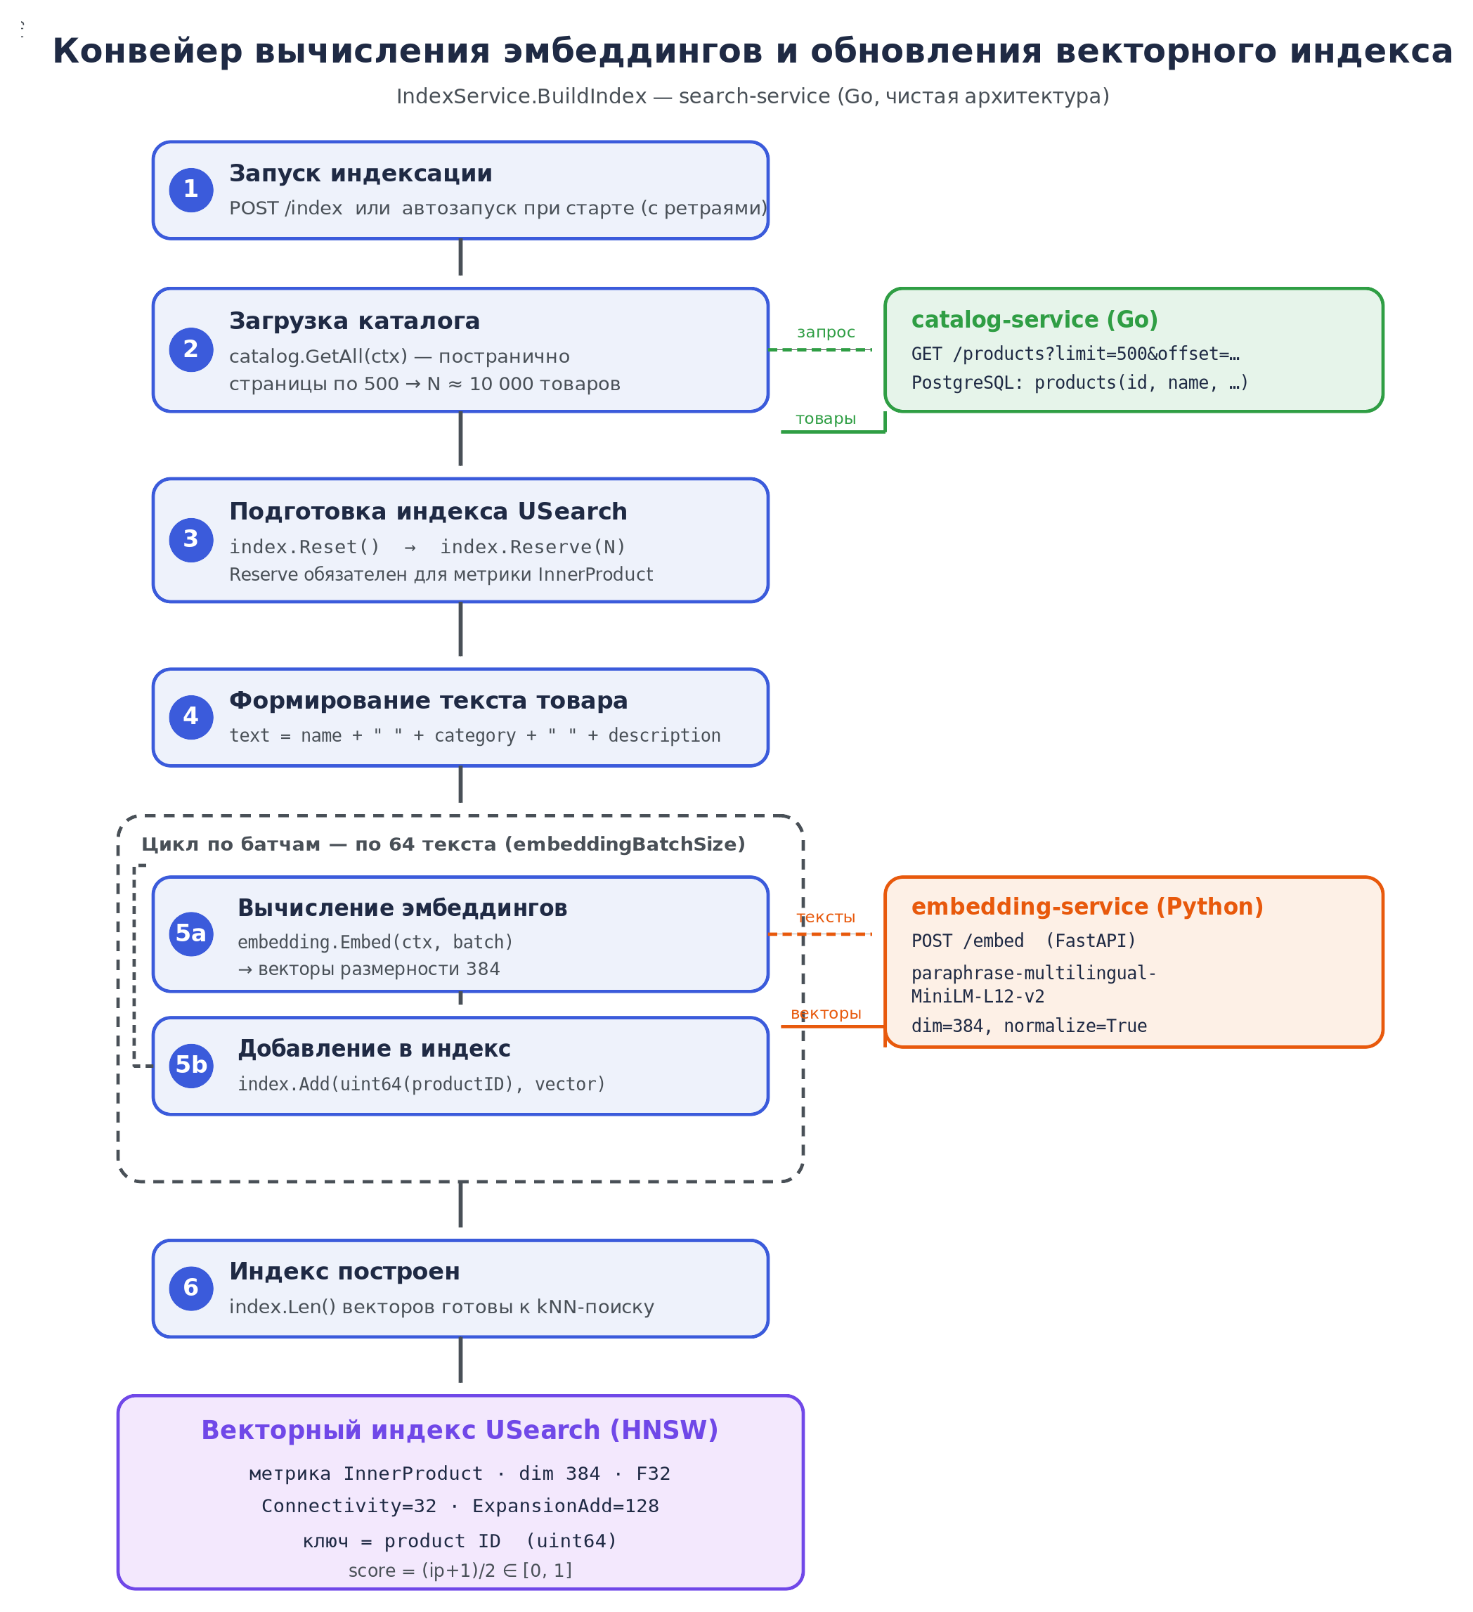 Конвейер вычисления эмбеддингов и обновления векторного индекса
IndexService.BuildIndex — search-service (Go, чистая архитектура)
1
Запуск индексации
POST /index или автозапуск при старте (с ретраями)
2
Загрузка каталога
catalog.GetAll(ctx) — постранично
страницы по 500 → N ≈ 10 000 товаров
запрос
товары
catalog-service (Go)
GET /products?limit=500&offset=…
PostgreSQL: products(id, name, …)
3
Подготовка индекса USearch
index.Reset() → index.Reserve(N)
Reserve обязателен для метрики InnerProduct
4
Формирование текста товара
text = name + " " + category + " " + description
Цикл по батчам — по 64 текста (embeddingBatchSize)
5a
Вычисление эмбеддингов
embedding.Embed(ctx, batch)
→ векторы размерности 384
тексты
векторы
embedding-service (Python)
POST /embed (FastAPI)
paraphrase-multilingual-
MiniLM-L12-v2
dim=384, normalize=True
5b
Добавление в индекс
index.Add(uint64(productID), vector)
6
Индекс построен
index.Len() векторов готовы к kNN-поиску
Векторный индекс USearch (HNSW)
метрика InnerProduct · dim 384 · F32
Connectivity=32 · ExpansionAdd=128
ключ = product ID (uint64)
score = (ip+1)/2 ∈ [0, 1]